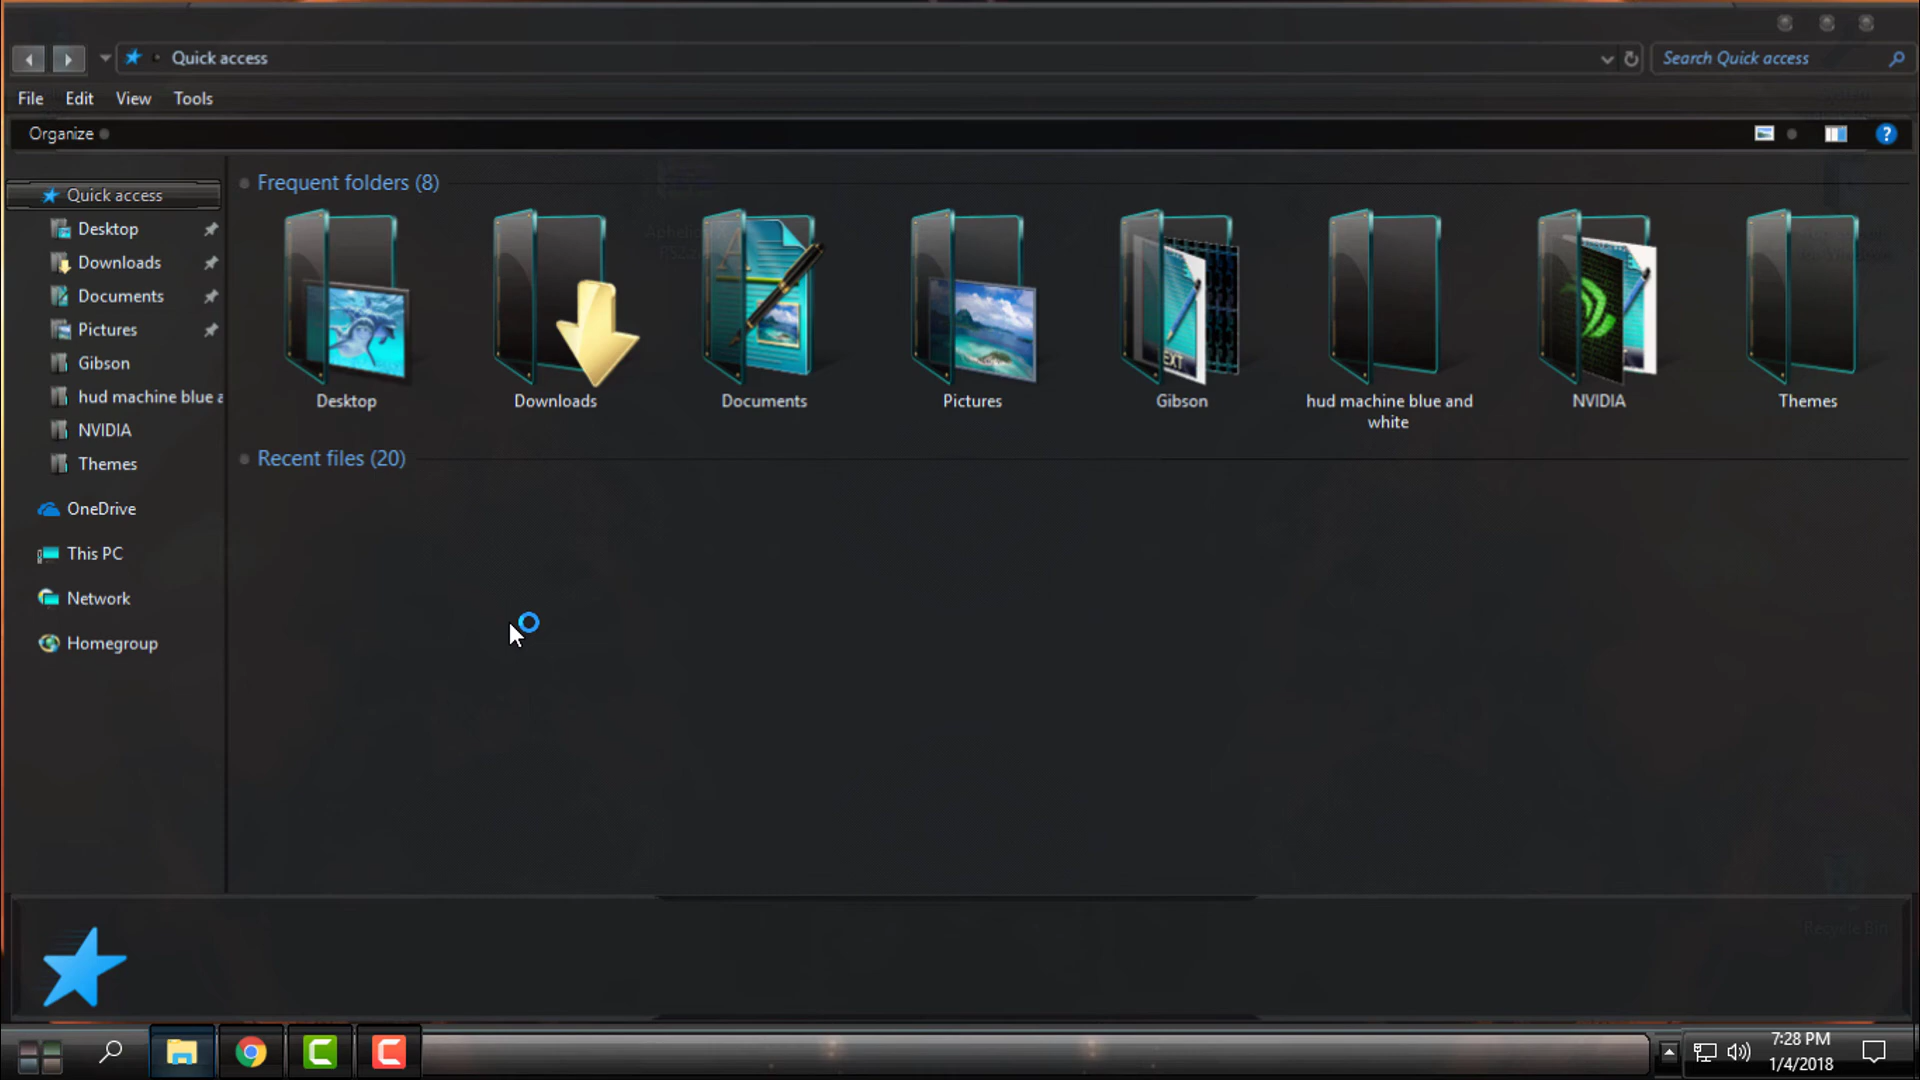 Quick access
Search Quick access
File Edit View Tools
Organize
Quick access
Desktop
Downloads
Documents
Pictures
Gibson
hud machine blue a
NVIDIA
Themes
OneDrive
This PC
Network
Homegroup
Frequent folders (8)
Desktop
Downloads
Documents
Pictures
Gibson
hud machine blue and
white
NVIDIA
Themes
Recent files (20)
Recycle Bin
7:28 PM
1/4/2018